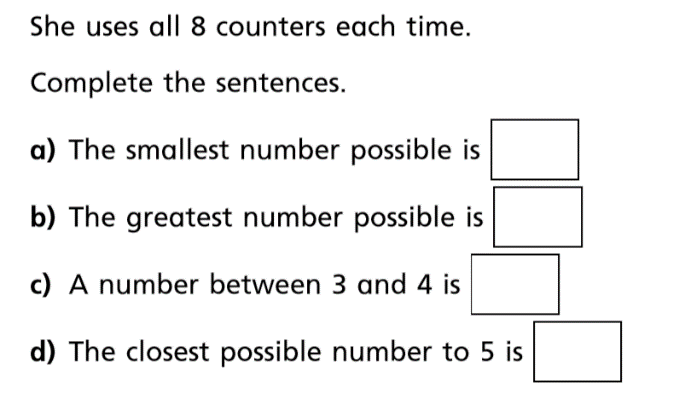 She uses all 8 counters each time.
Complete the sentences.
a) The smallest number possible is
b) The greatest number possible is
c) A number between 3 and 4 is
d) The closest possible number to 5 is